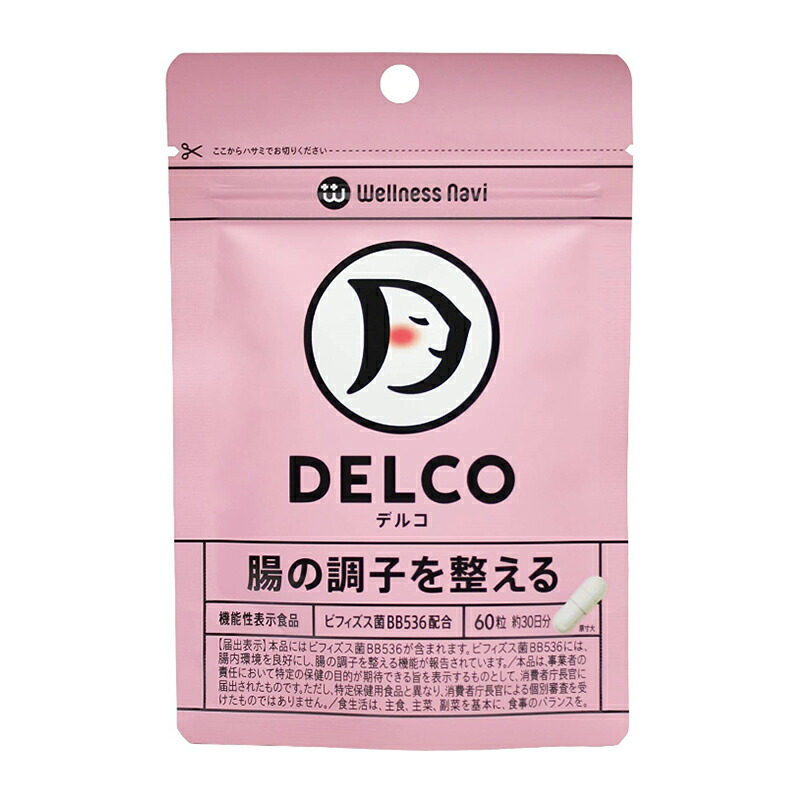 ここからハサミでお切りください
Wellness Navi
DELCO
デルコ
腸の調子を整える
機能性表示食品
ビフィズス菌BB536配合
60粒 約30日分
原寸大
【届出表示】本品にはビフィズス菌BB536が含まれます。ビフィズス菌BB536には、
腸内環境を良好にし、腸の調子を整える機能が報告されています。／本品は、事業者の
責任において特定の保健の目的が期待できる旨を表示するものとして、消費者庁長官に
届出されたものです。ただし、特定保健用食品と異なり、消費者庁長官による個別審査を受
けたものではありません。／食生活は、主食、主菜、副菜を基本に、食事のバランスを。